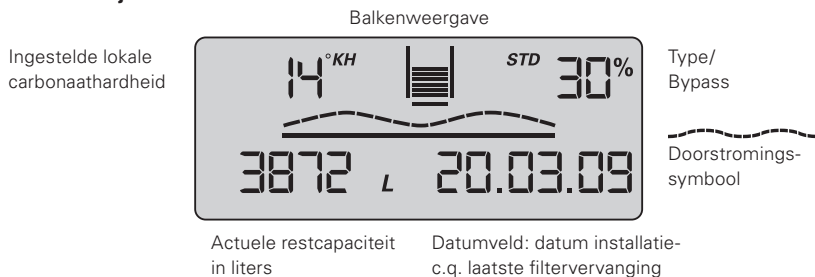 Balkenweergave
Ingestelde lokale
carbonaathardheid
14 °KH
STD 30%
Type/
Bypass
Doorstromings-
symbool
3872 L 20.03.09
Actuele restcapaciteit
in liters
Datumveld: datum installatie-
c.q. laatste filtervervanging